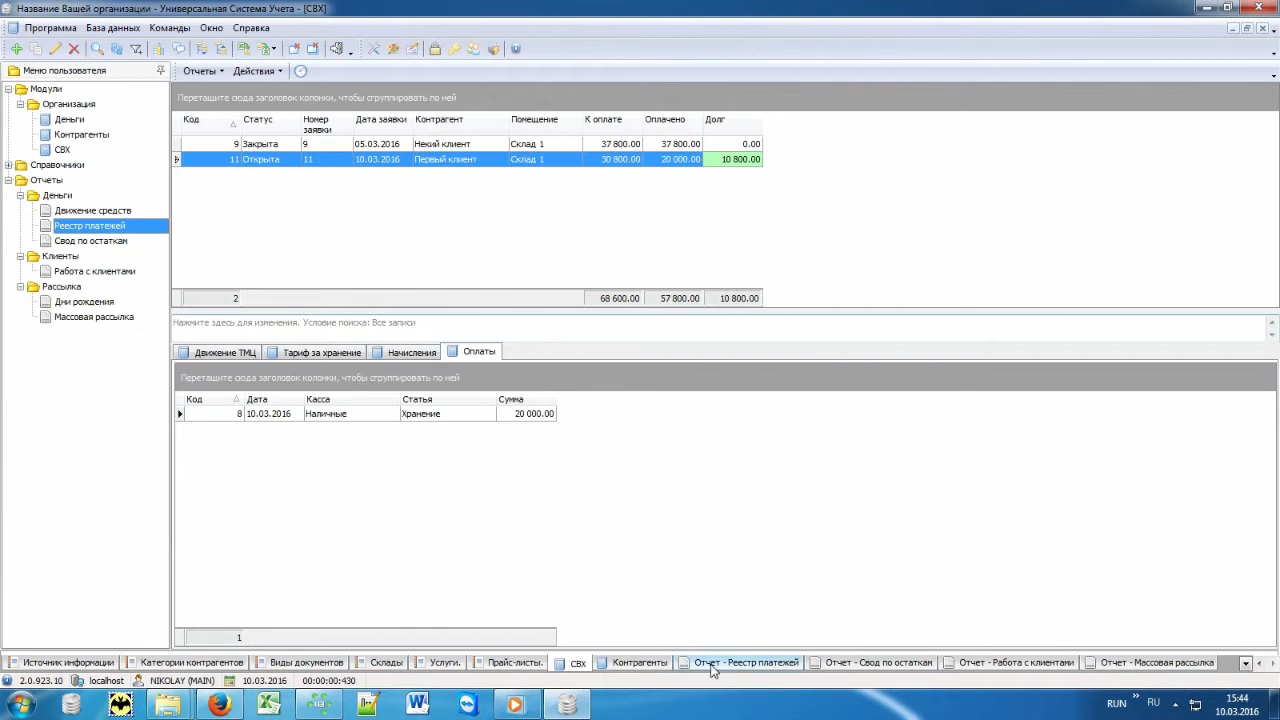 Название Вашей организации - Универсальная Система Учета - [СВХ]
Программа База данных Команды Окно Справка
Меню пользователя
Отчеты Действия
Модули
Организация
Деньги
Контрагенты
СВХ
Справочники
Отчеты
Деньги
Движение средств
Реестр платежей
Свод по остаткам
Клиенты
Работа с клиентами
Рассылка
Дни рождения
Массовая рассылка
Перетащите сюда заголовок колонки, чтобы сгруппировать по ней
Код Статус Номер заявки Дата заявки Контрагент Помещение К оплате Оплачено Долг
9 Закрыта 9 05.03.2016 Некий клиент Склад 1 37 800.00 37 800.00 0.00
11 Открыта 11 10.03.2016 Первый клиент Склад 1 30 800.00 20 000.00 10 800.00
2 68 600.00 57 800.00 10 800.00
Нажмите здесь для изменения. Условие поиска: Все записи
Движение ТМЦ Тариф за хранение Начисления Оплаты
Перетащите сюда заголовок колонки, чтобы сгруппировать по ней
Код Дата Касса Статья Сумма
8 10.03.2016 Наличные Хранение 20 000.00
1
Источник информации Категории контрагентов Виды документов Склады Услуги. Прайс-листы. СВХ Контрагенты Отчет - Реестр платежей Отчет - Свод по остаткам Отчет - Работа с клиентами Отчет - Массовая рассылка
2.0.923.10 localhost NIKOLAY (MAIN) 10.03.2016 00:00:00:430
RUN » RU 15:44
10.03.2016